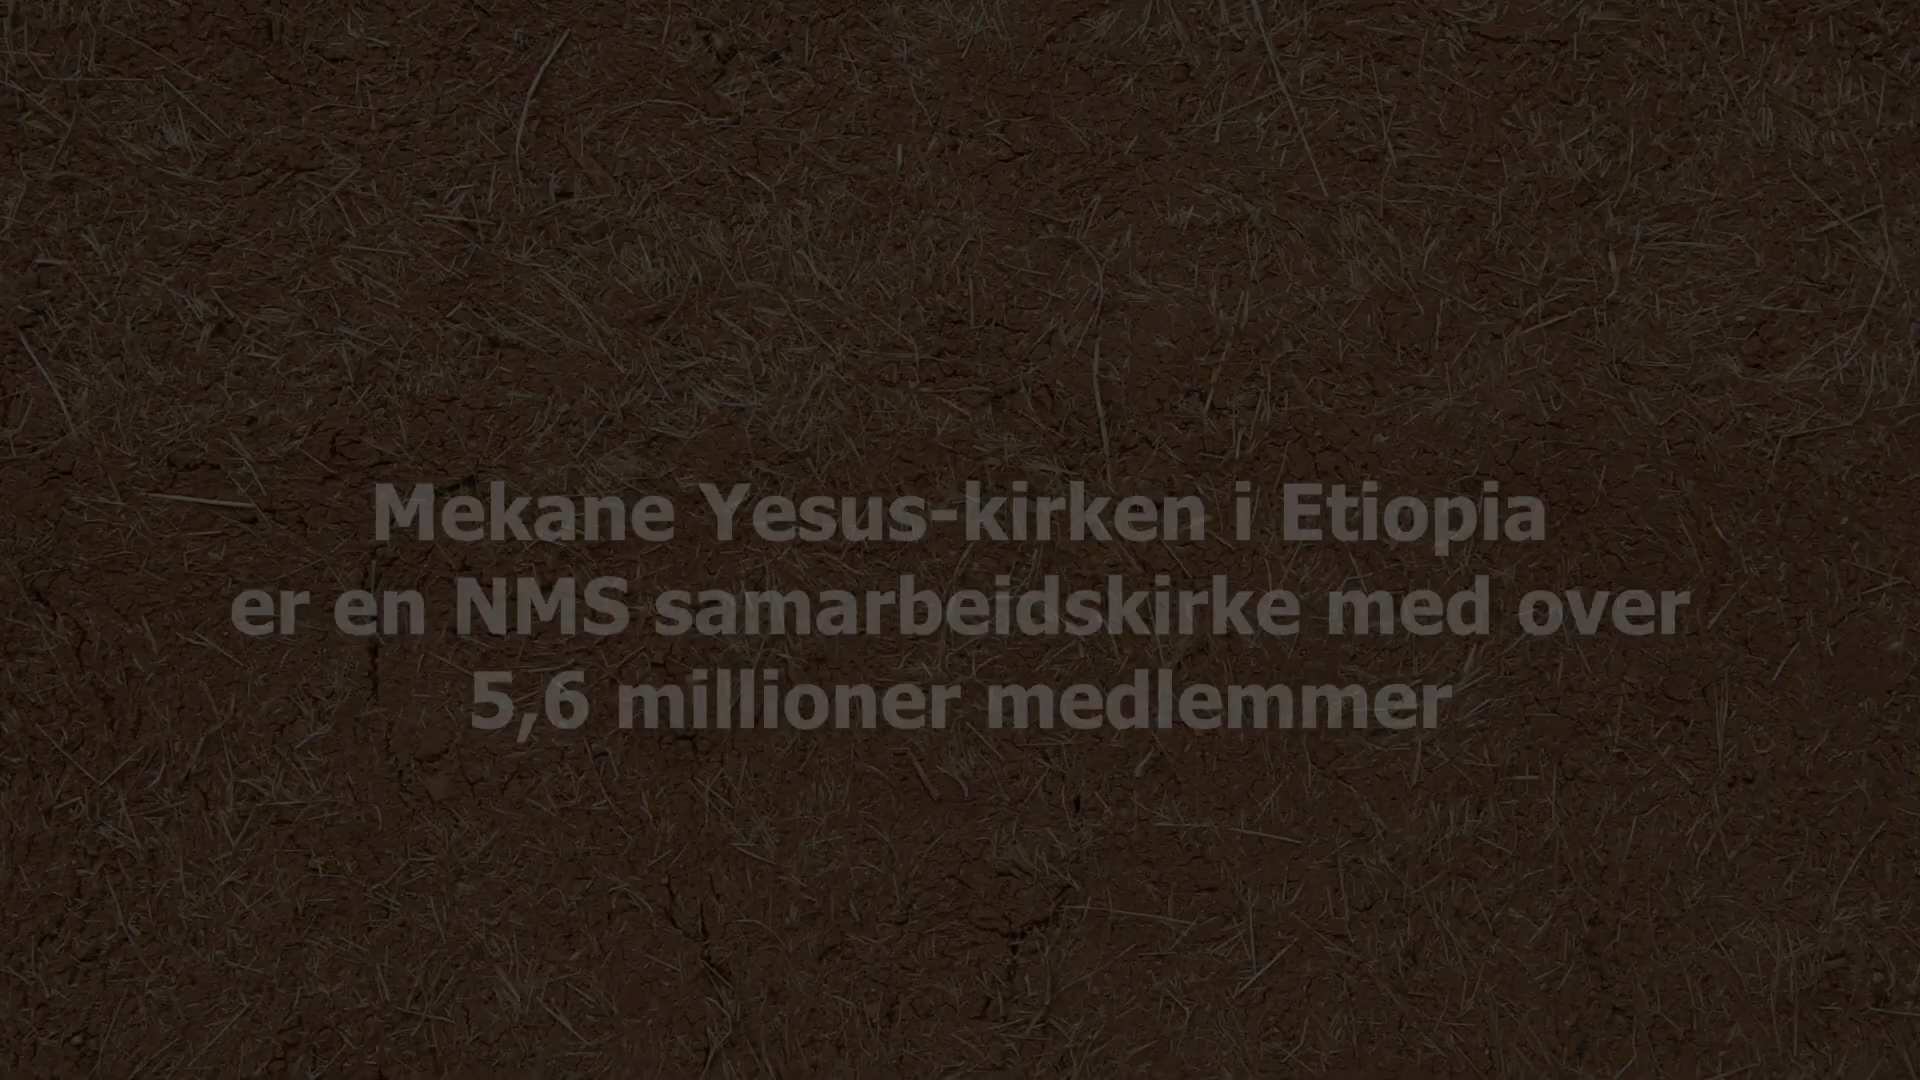 Mekane Yesus-kirken i Etiopia
er en NMS samarbeidskirke med over
5,6 millioner medlemmer